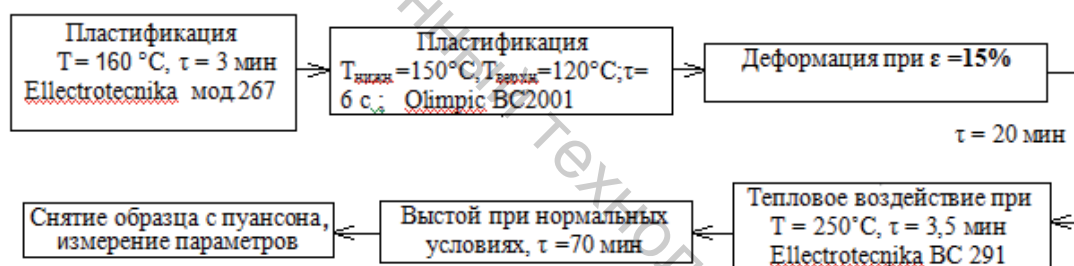 Пластификация
T= 160 °C, τ = 3 мин
Ellectrotecnika мод.267
Пластификация
Тнижн=150°С,Тверхн=120°С;τ=
6 с.; Olimpic BC2001
Деформация при ε =15%
τ = 20 мин
Тепловое воздействие при
Т = 250˚С, τ = 3,5 мин
Ellectrotecnika BC 291
Выстой при нормальных
условиях, τ =70 мин
Снятие образца с пуансона,
измерение параметров